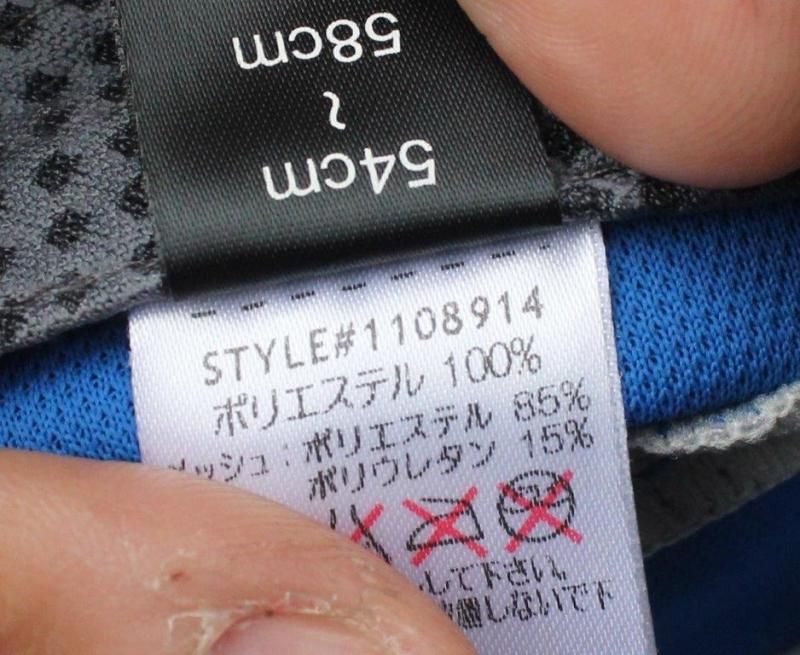 54cm
~
58cm
STYLE#1108914
ポリエステル 100%
メッシュ:ポリエステル 85%
ポリウレタン 15%
して下さい。
しないで下